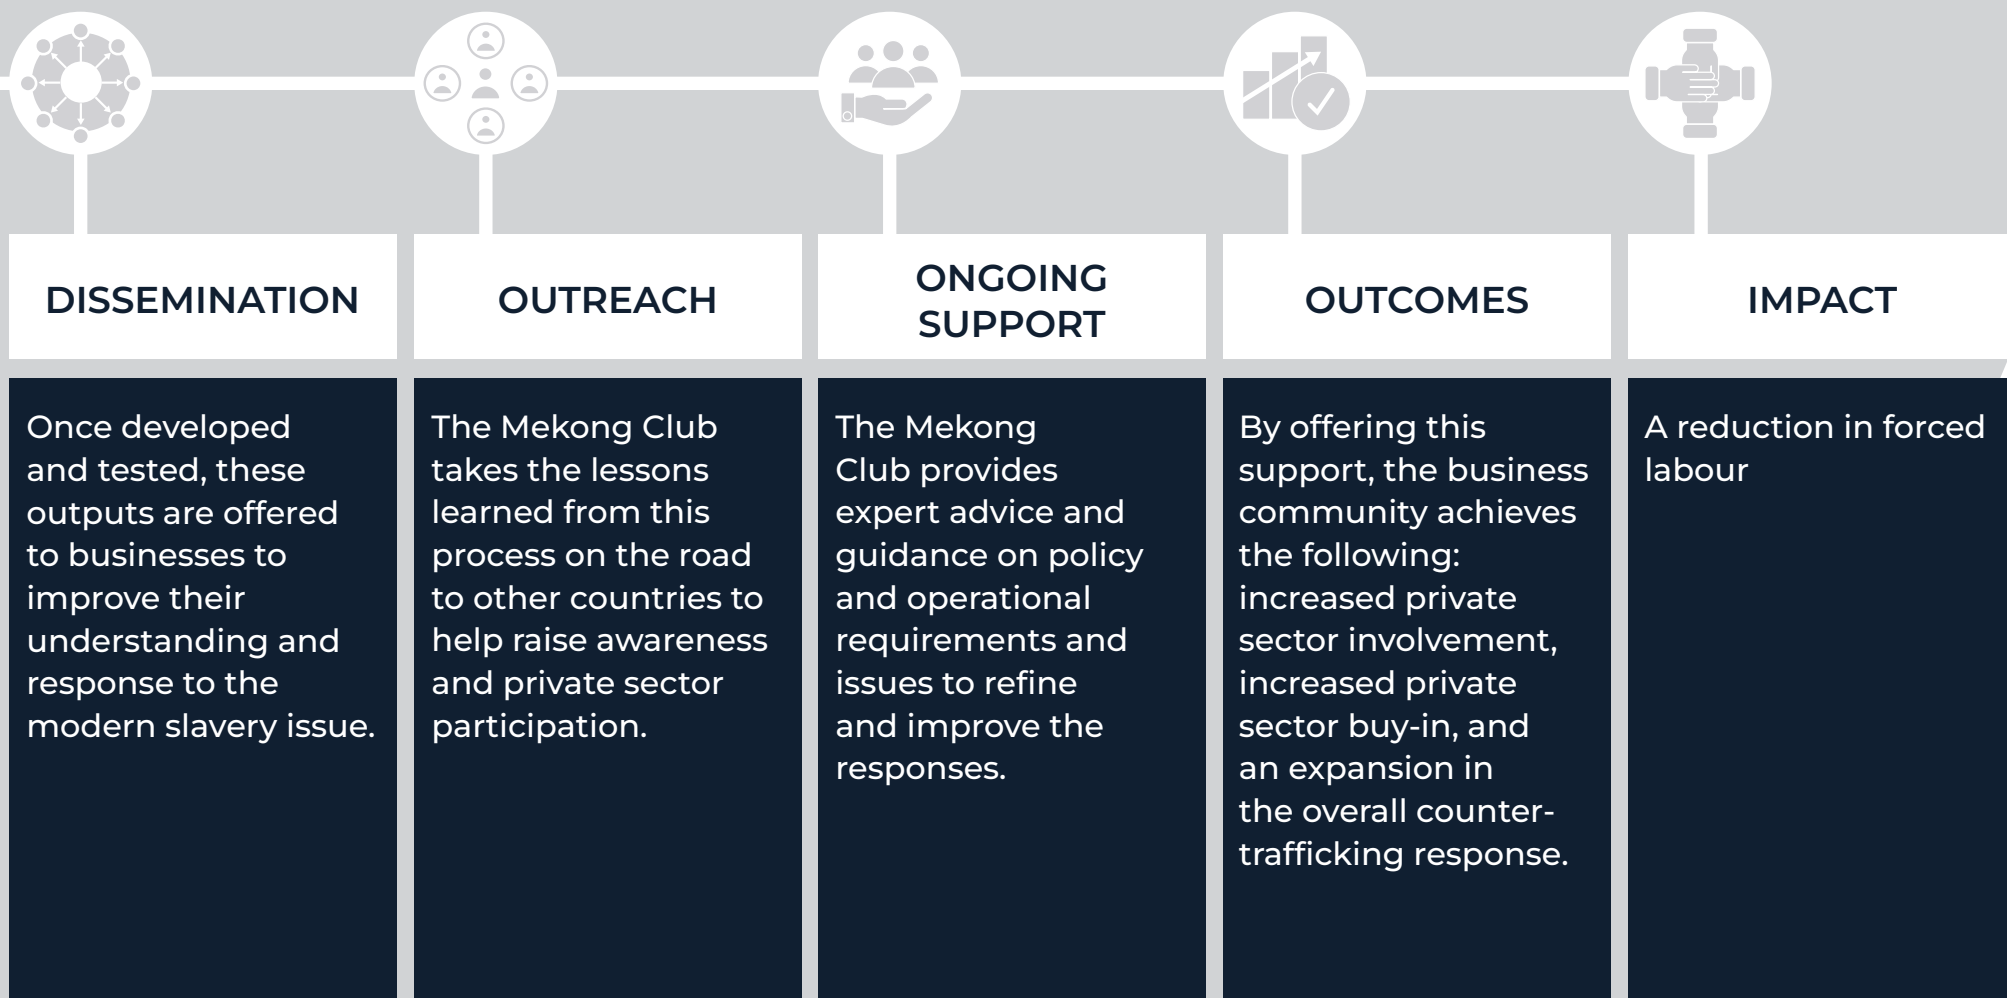 DISSEMINATION
Once developed
and tested, these
outputs are offered
to businesses to
improve their
understanding and
response to the
modern slavery issue.
OUTREACH
The Mekong Club
takes the lessons
learned from this
process on the road
to other countries to
help raise awareness
and private sector
participation.
ONGOING
SUPPORT
The Mekong
Club provides
expert advice and
guidance on policy
and operational
requirements and
issues to refine
and improve the
responses.
OUTCOMES
By offering this
support, the business
community achieves
the following:
increased private
sector involvement,
increased private
sector buy-in, and
an expansion in
the overall counter-
trafficking response.
IMPACT
A reduction in forced
labour